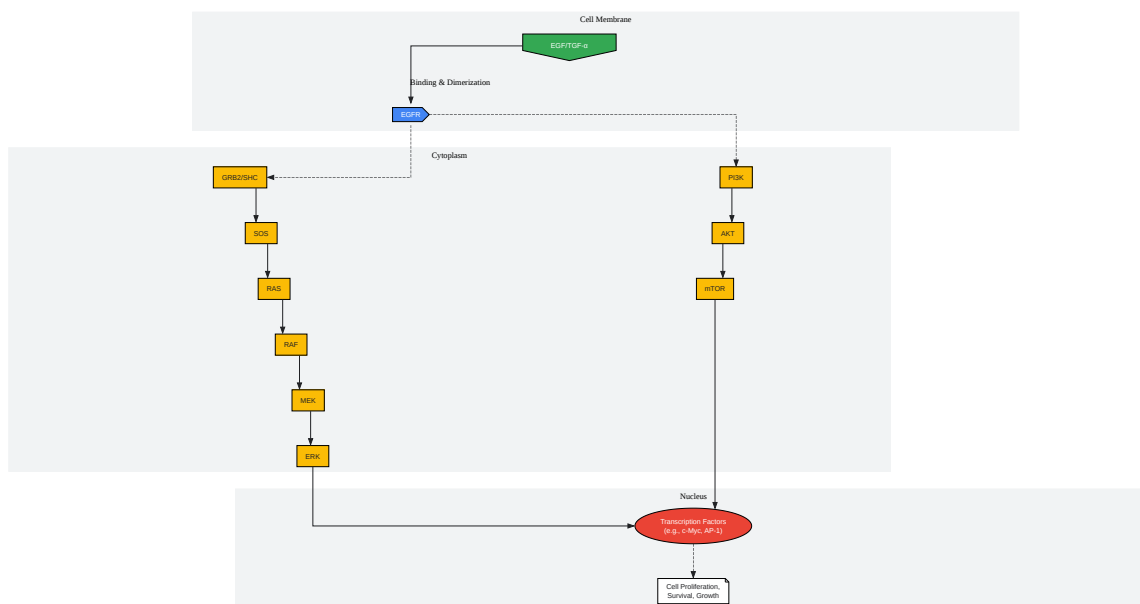 Cell Membrane
EGF/TGF-α
Binding & Dimerization
EGFR
Cytoplasm
GRB2/SHC
PI3K
SOS
AKT
RAS
mTOR
RAF
MEK
ERK
Nucleus
Transcription Factors
(e.g., c-Myc, AP-1)
Cell Proliferation,
Survival, Growth